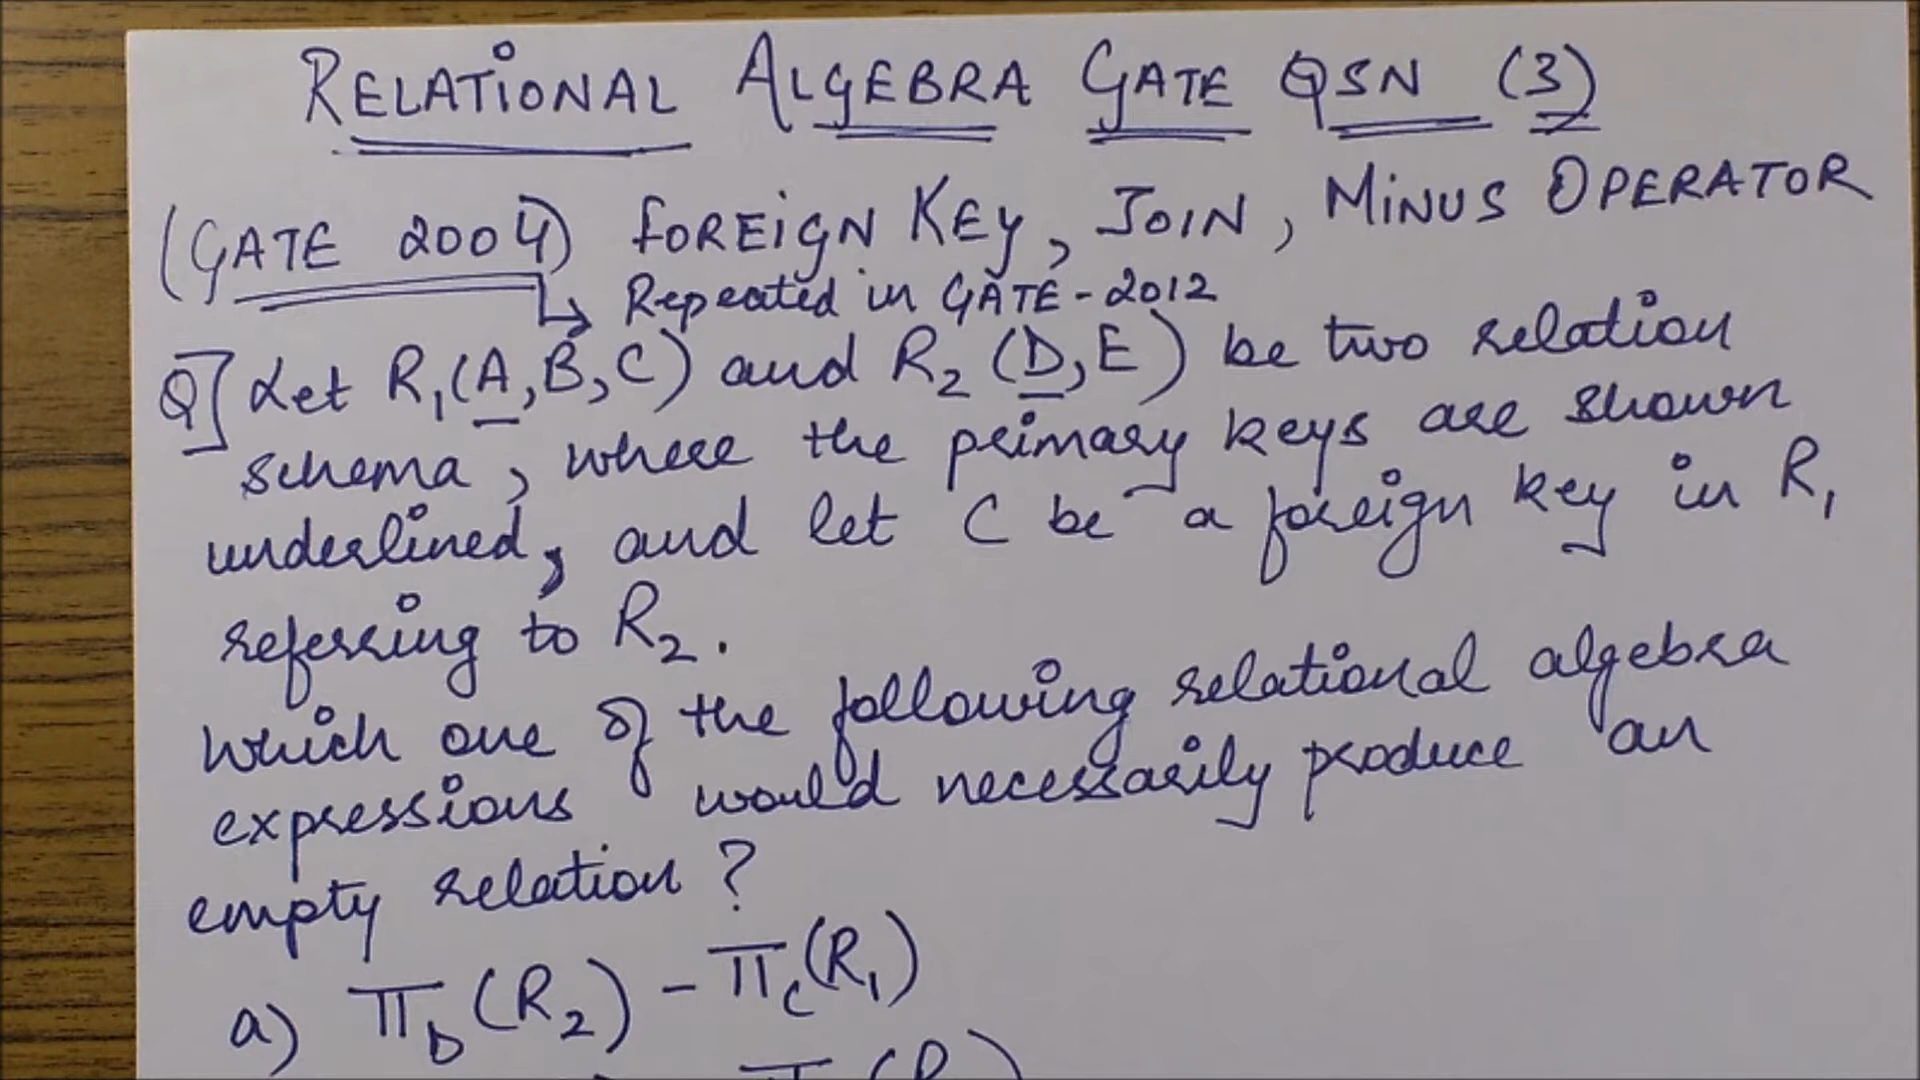 RELATIONAL ALGEBRA GATE QSN (3)
(GATE 2004) FOREIGN KEY, JOIN, MINUS OPERATOR
Repeated in GATE-2012
Q] Let R₁(A,B,C) and R₂(D,E) be two relation
schema, where the primary keys are shown
underlined, and let C be a foreign key in R₁
referring to R₂.
Which one of the following relational algebra
expressions would necessarily produce an
empty relation?
a) π_D(R₂) - π_C(R₁)